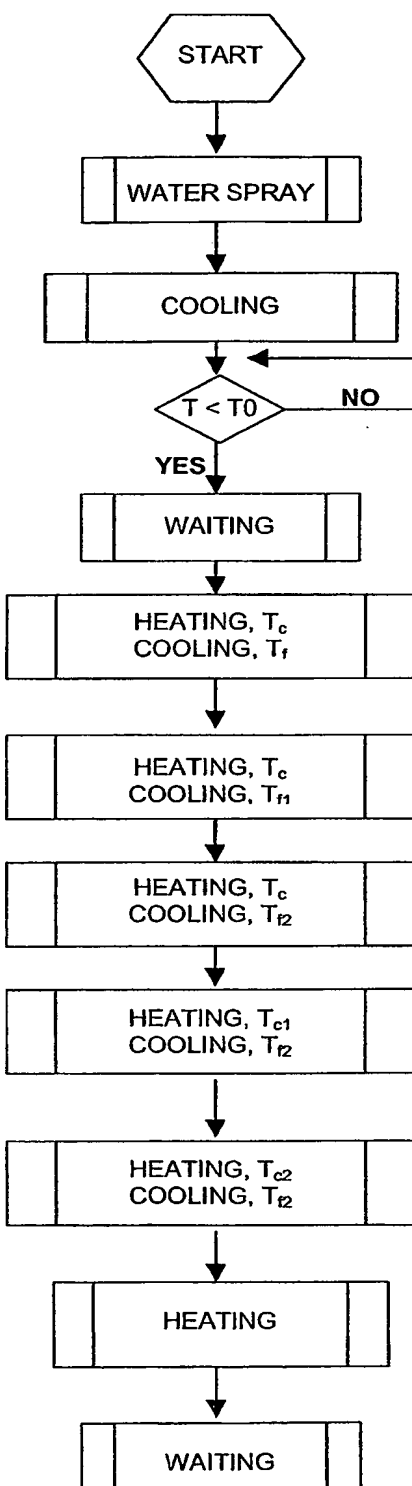 START
WATER SPRAY
COOLING
T < T0
NO
YES
WAITING
HEATING, Tc
COOLING, Tf
HEATING, Tc
COOLING, Tf1
HEATING, Tc
COOLING, Tf2
HEATING, Tc1
COOLING, Tf2
HEATING, Tc2
COOLING, Tf2
HEATING
WAITING